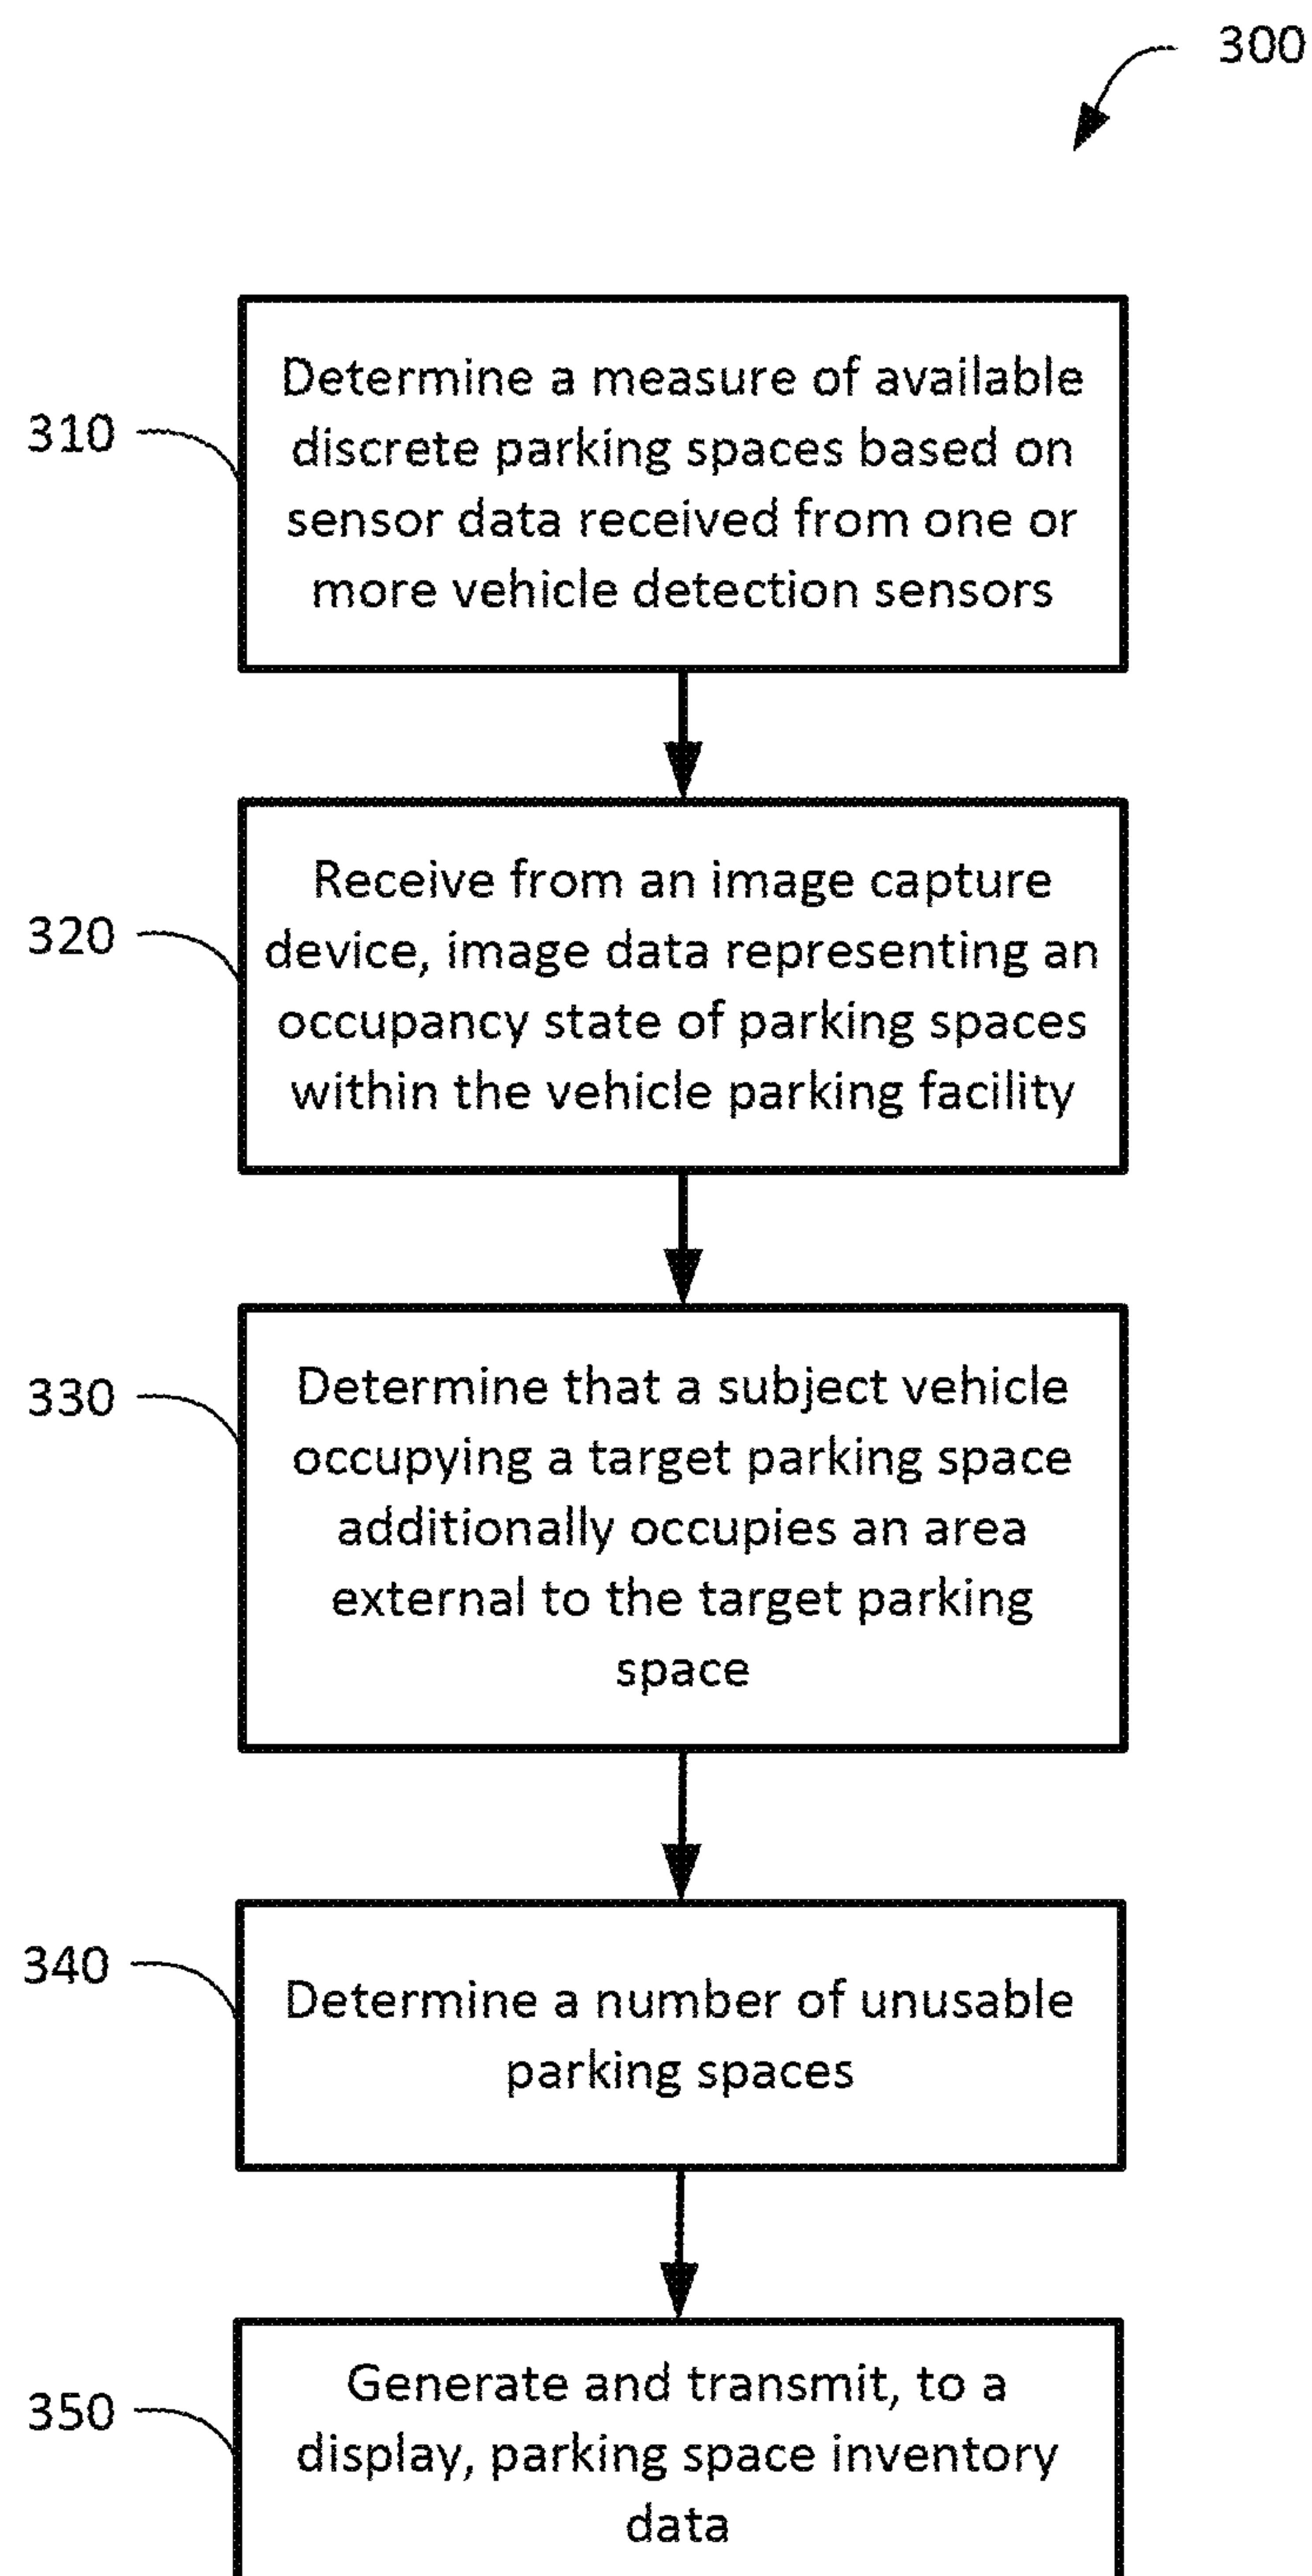 300
310
Determine a measure of available
discrete parking spaces based on
sensor data received from one or
more vehicle detection sensors
320
Receive from an image capture
device, image data representing an
occupancy state of parking spaces
within the vehicle parking facility
330
Determine that a subject vehicle
occupying a target parking space
additionally occupies an area
external to the target parking
space
340
Determine a number of unusable
parking spaces
350
Generate and transmit, to a
display, parking space inventory
data